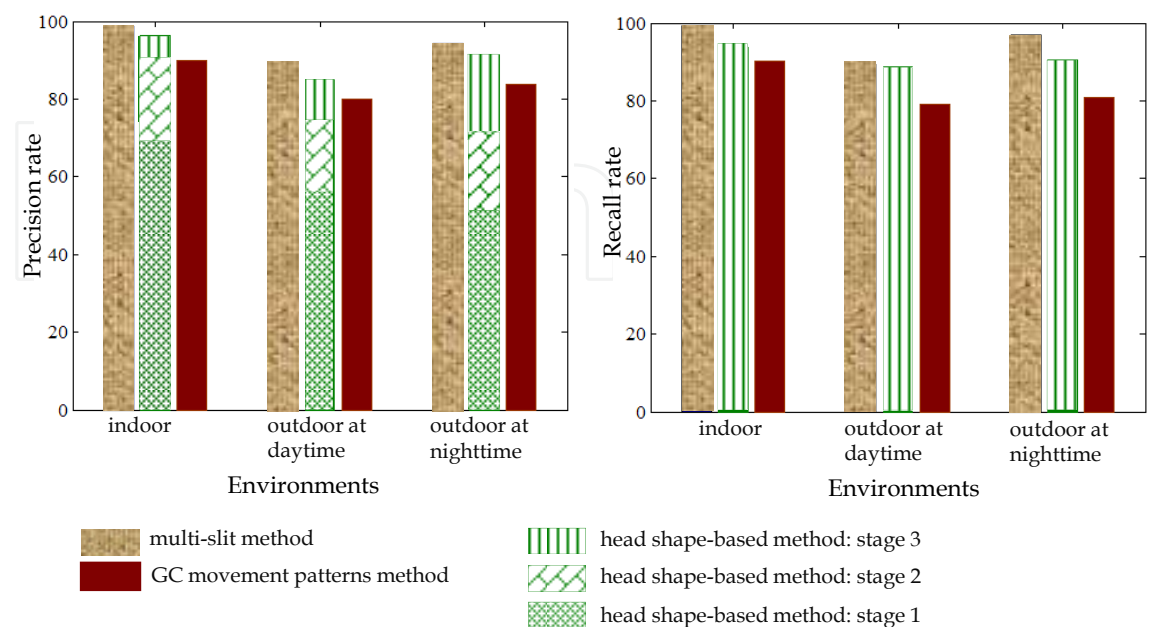 100
80
60
40
20
0
Precision rate
indoor
outdoor at
daytime
outdoor at
nighttime
Environments
100
80
60
40
20
0
Recall rate
indoor
outdoor at
daytime
outdoor at
nighttime
Environments
multi-slit method
GC movement patterns method
head shape-based method: stage 3
head shape-based method: stage 2
head shape-based method: stage 1